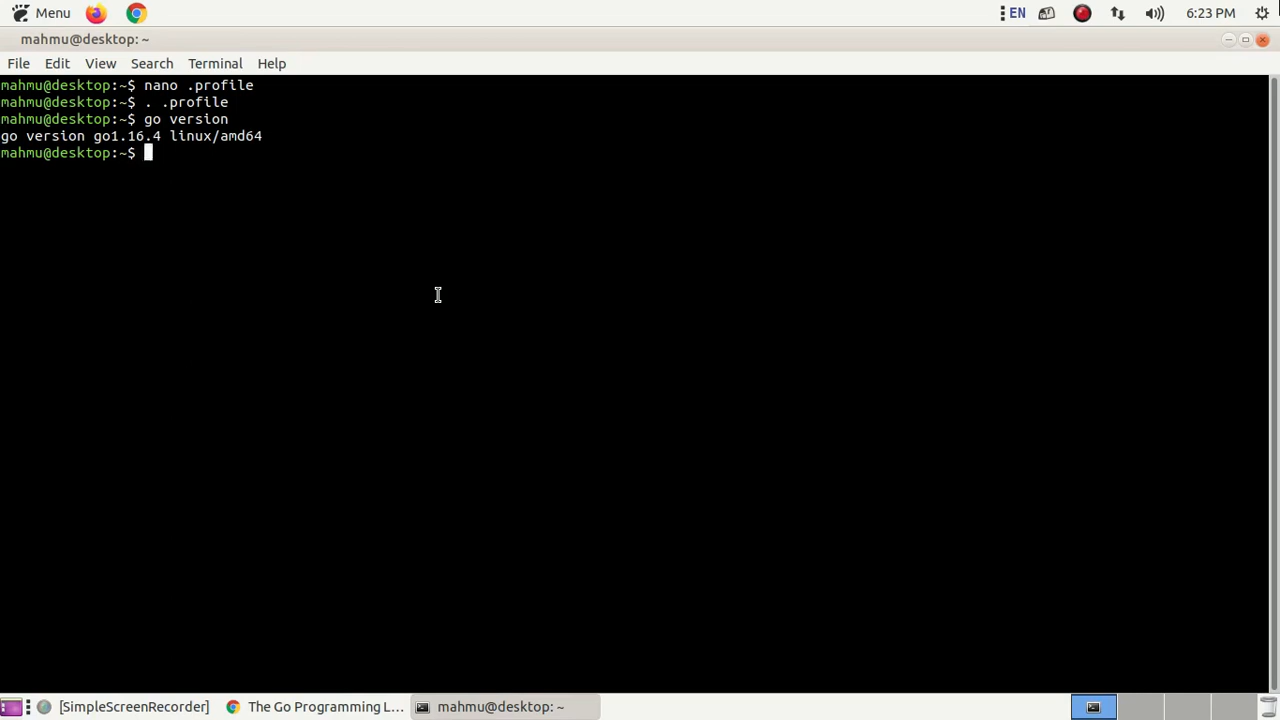 Menu EN 6:23 PM
mahmu@desktop: ~
File Edit View Search Terminal Help
mahmu@desktop:~$ nano .profile
mahmu@desktop:~$ . .profile
mahmu@desktop:~$ go version
go version go1.16.4 linux/amd64
mahmu@desktop:~$
[SimpleScreenRecorder] The Go Programming L... mahmu@desktop: ~